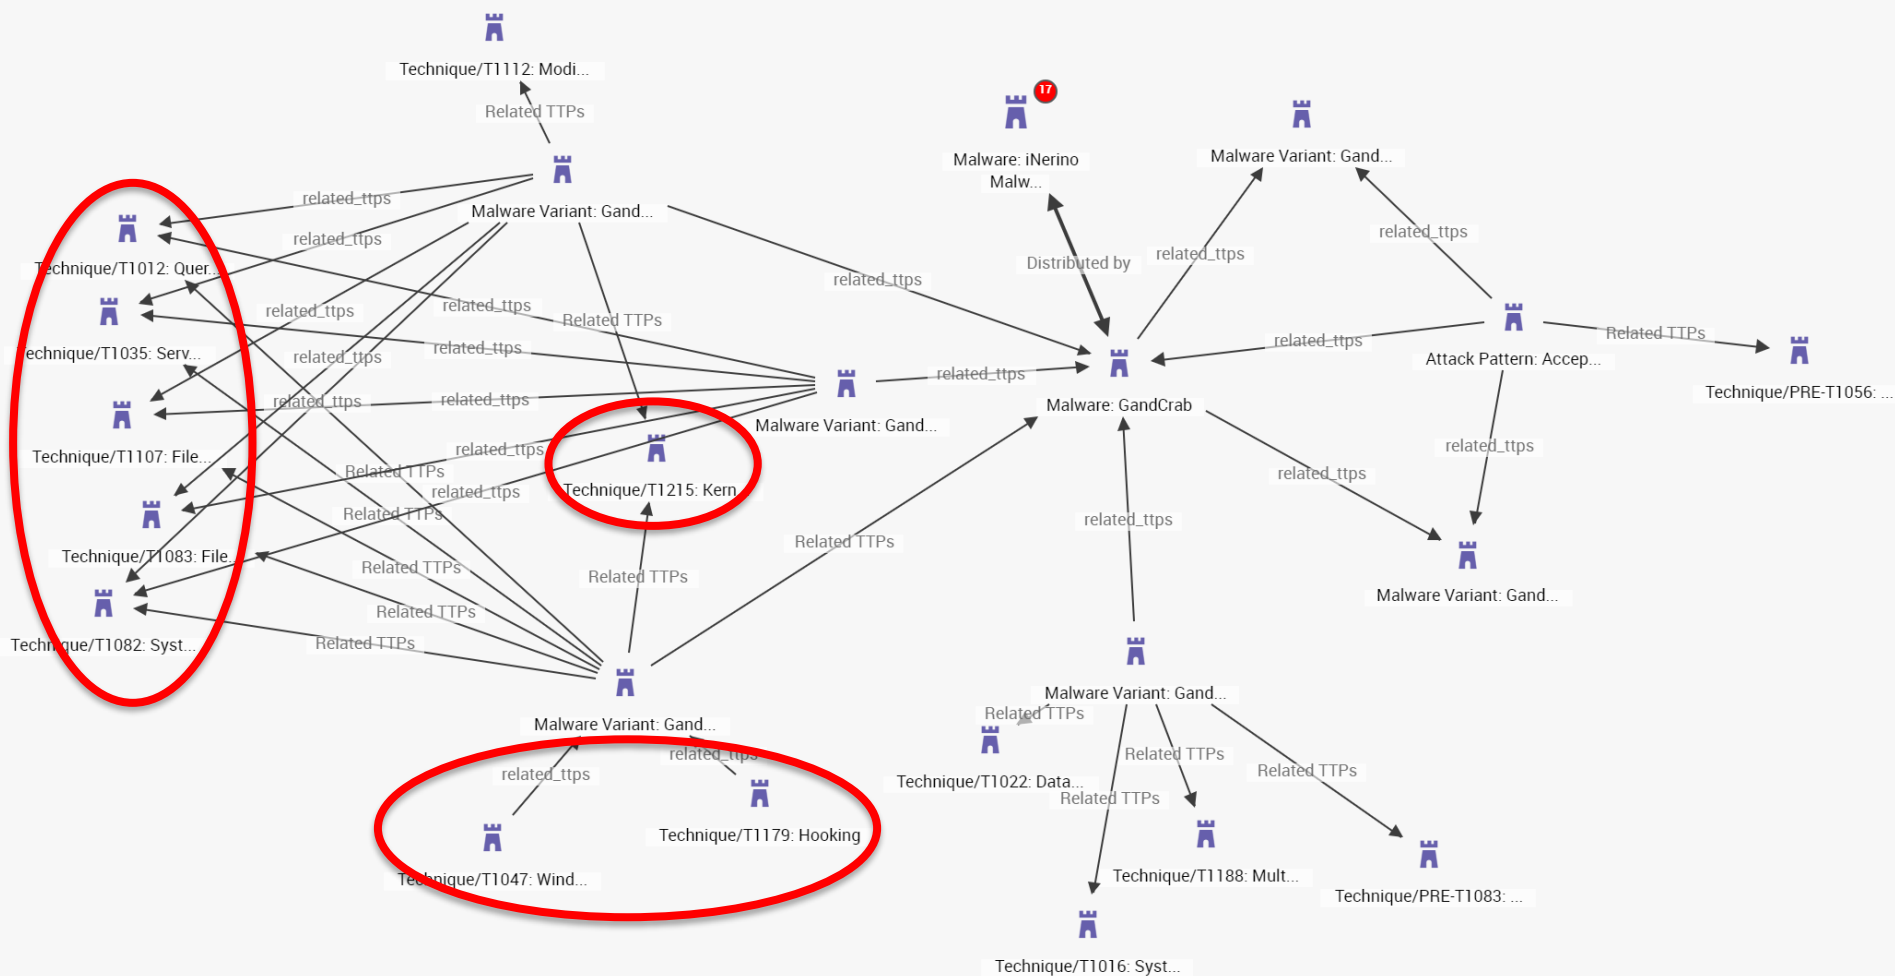 Technique/T1112: Modi...
Related TTPs
17
Malware: iNerino
Malw...
Malware Variant: Gand...
related_ttps
Malware Variant: Gand...
related_ttps
related_ttps
Technique/T1012: Quer...
related_ttps
Distributed by
related_ttps
related_ttps
related_ttps
related_ttps
Related TTPs
related_ttps
Related TTPs
Technique/T1035: Serv...
related_ttps
related_ttps
Attack Pattern: Accep...
related_ttps
Technique/PRE-T1056: ...
related_ttps
related_ttps
Malware: GandCrab
Malware Variant: Gand...
Technique/T1107: File...
related_ttps
related_ttps
Related TTPs
related_ttps
related_ttps
Technique/T1215: Kern
Related TTPs
related_ttps
Related TTPs
Technique/T1083: File...
Related TTPs
Related TTPs
Malware Variant: Gand...
Related TTPs
Technique/T1082: Syst...
Related TTPs
Malware Variant: Gand...
Related TTPs
Malware Variant: Gand...
related_ttps
related_ttps
Related TTPs
Related TTPs
Technique/T1022: Data...
Related TTPs
Technique/T1179: Hooking
Technique/T1047: Wind...
Technique/T1188: Mult...
Technique/PRE-T1083: ...
Technique/T1016: Syst...